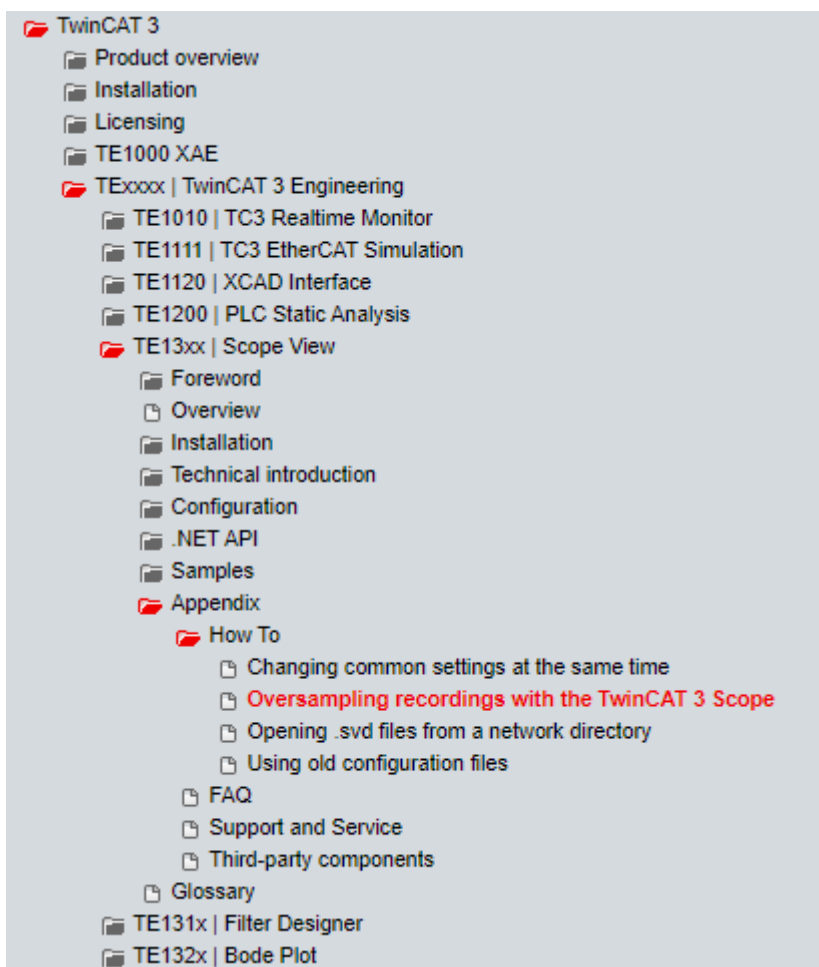 TwinCAT 3
Product overview
Installation
Licensing
TE1000 XAE
TExxxx | TwinCAT 3 Engineering
TE1010 | TC3 Realtime Monitor
TE1111 | TC3 EtherCAT Simulation
TE1120 | XCAD Interface
TE1200 | PLC Static Analysis
TE13xx | Scope View
Foreword
Overview
Installation
Technical introduction
Configuration
.NET API
Samples
Appendix
How To
Changing common settings at the same time
Oversampling recordings with the TwinCAT 3 Scope
Opening .svd files from a network directory
Using old configuration files
FAQ
Support and Service
Third-party components
Glossary
TE131x | Filter Designer
TE132x | Bode Plot